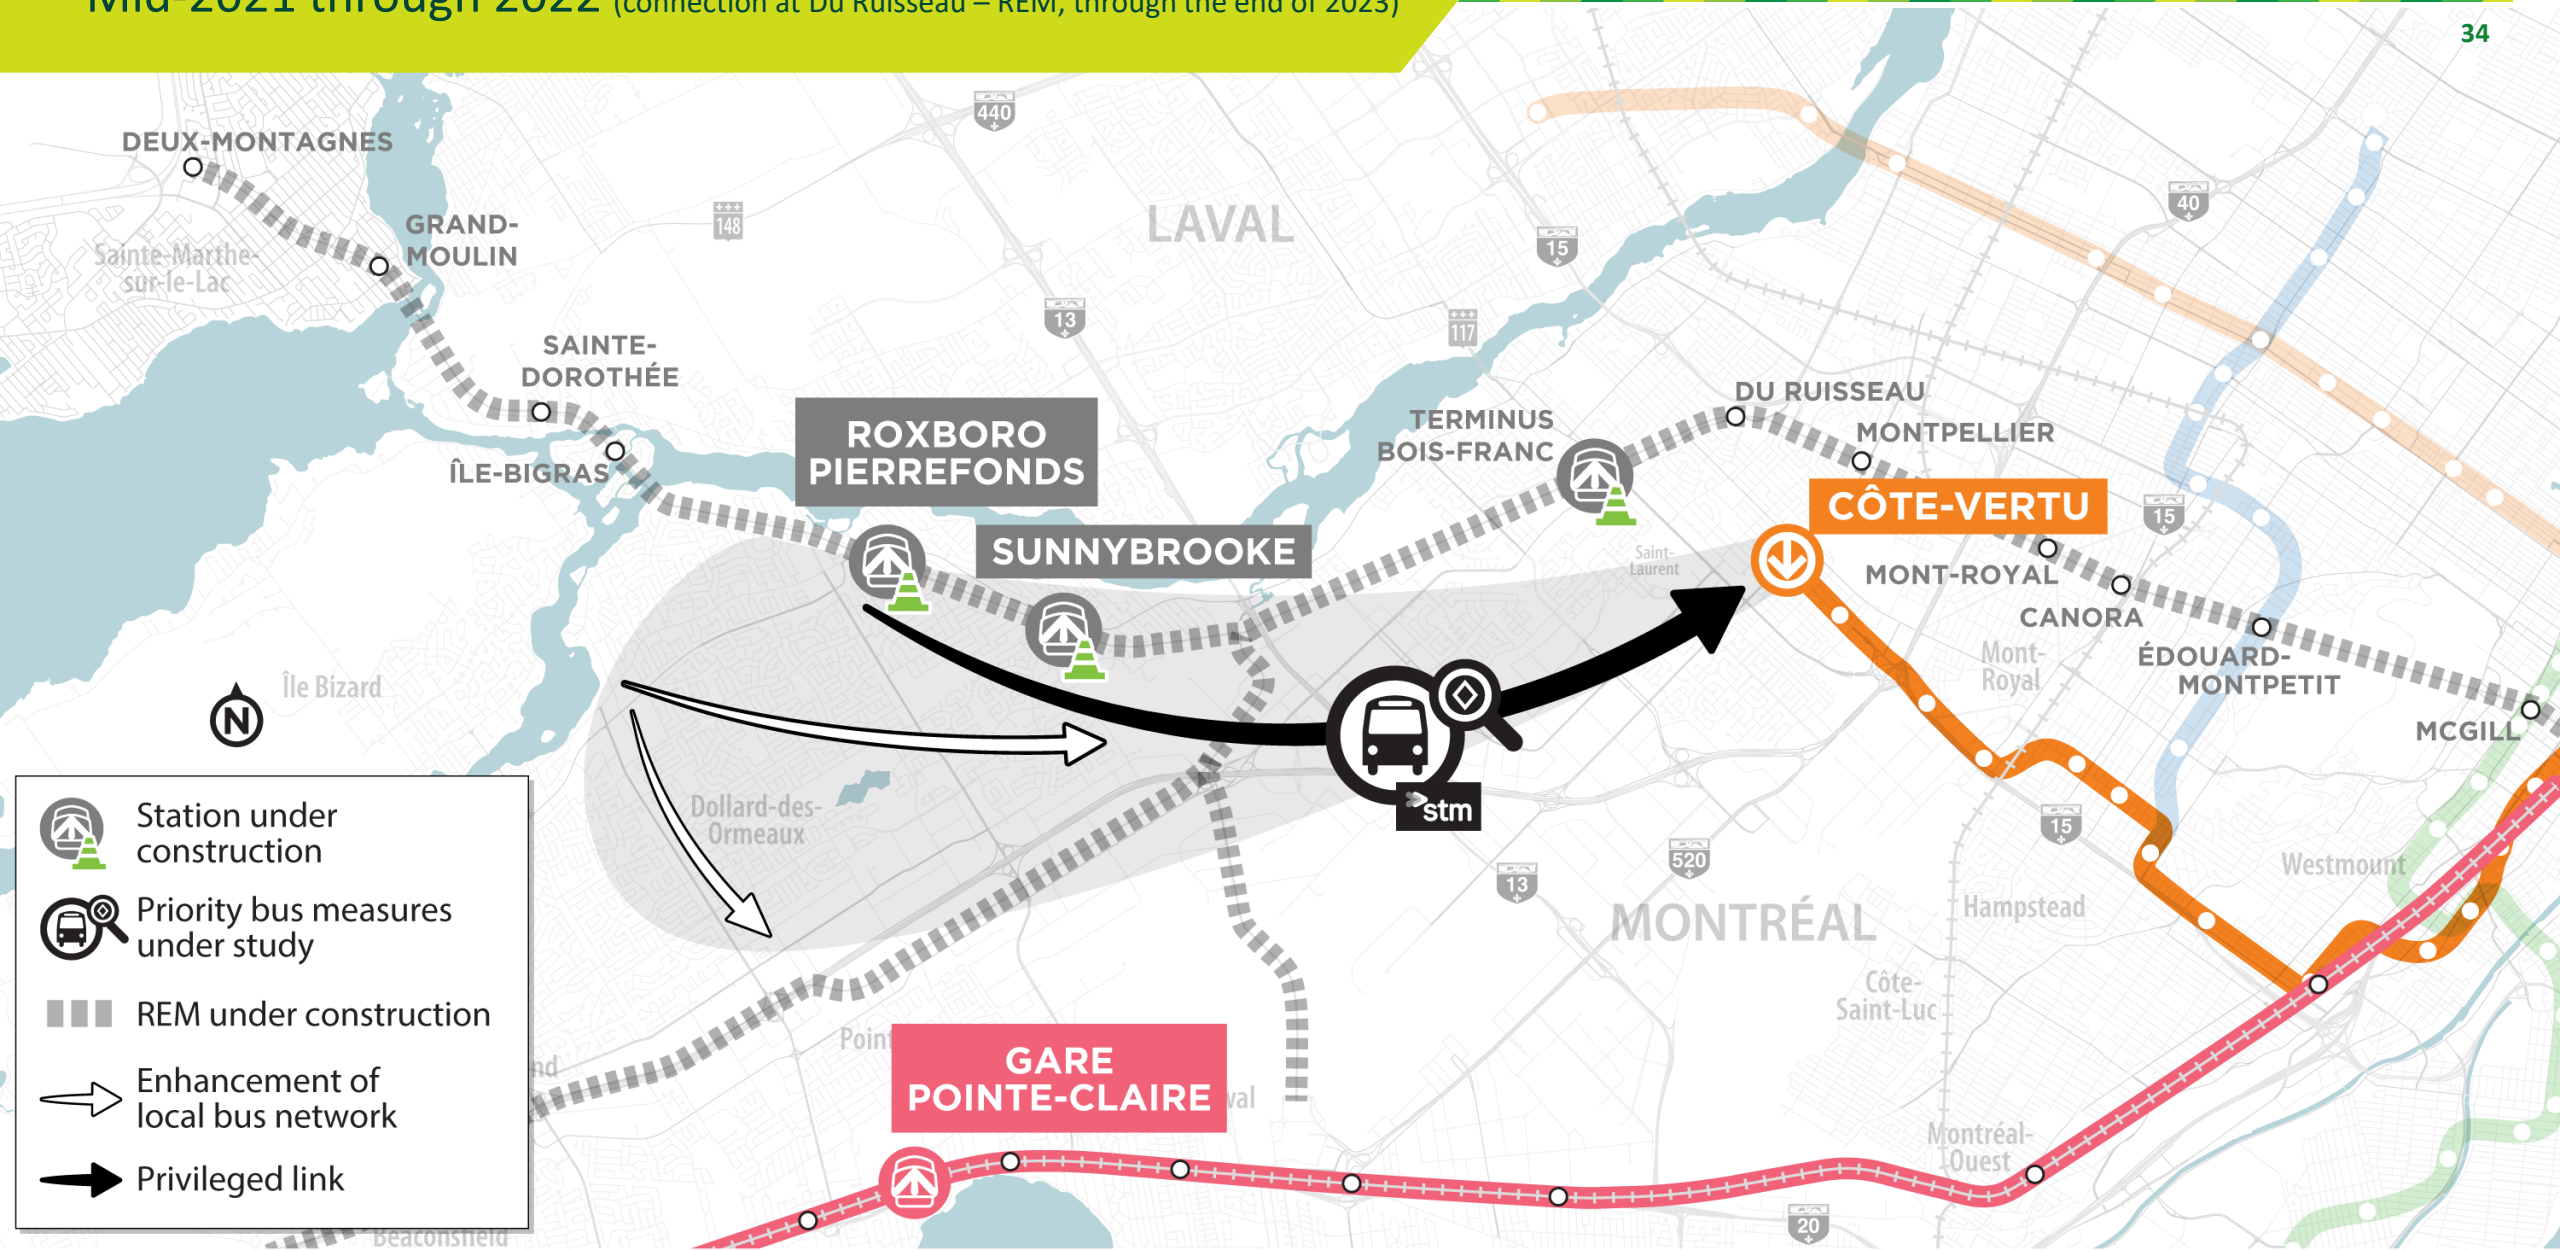 Mid-2021 through 2022 (connection at Du Ruisseau – REM, through the end of 2023)
34
DEUX-MONTAGNES
440
40
GRAND-
MOULIN
148
LAVAL
15
Sainte-Marthe-
sur-le-Lac
13
117
SAINTE-
DOROTHÉE
DU RUISSEAU
ROXBORO
PIERREFONDS
TERMINUS
BOIS-FRANC
MONTPELLIER
ÎLE-BIGRAS
CÔTE-VERTU
15
SUNNYBROOKE
Saint-
Laurent
MONT-ROYAL
CANORA
Mont-
Royal
ÉDOUARD-
MONTPETIT
Île Bizard
N
MCGILL
Dollard-des-
Ormeaux
stm
15
520
13
Westmount
Hampstead
MONTRÉAL
Côte-
Saint-Luc
Station under
construction
Priority bus measures
under study
REM under construction
Enhancement of
local bus network
Privileged link
Point
nd
GARE
POINTE-CLAIRE
val
Montréal-
Ouest
20
Beaconsfield